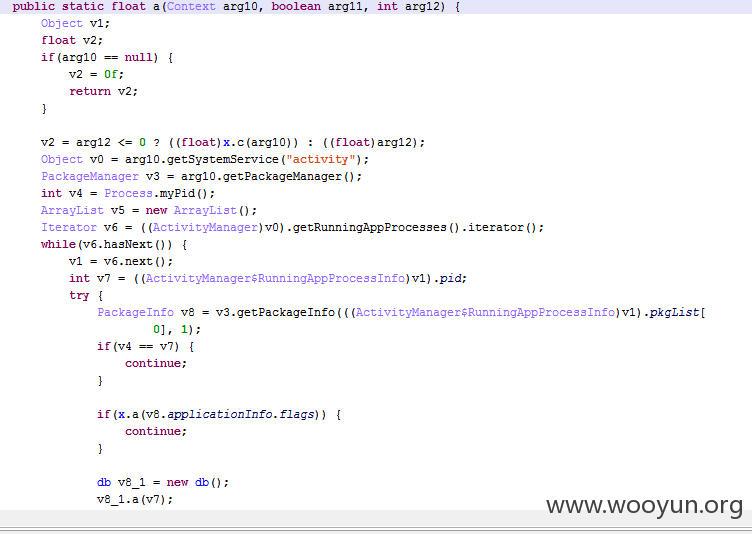 public static float a(Context arg10, boolean arg11, int arg12) {
Object v1;
float v2;
if(arg10 == null) {
v2 = 0f;
return v2;
}
v2 = arg12 <= 0 ? ((float)x.c(arg10)) : ((float)arg12);
Object v0 = arg10.getSystemService("activity");
PackageManager v3 = arg10.getPackageManager();
int v4 = Process.myPid();
ArrayList v5 = new ArrayList();
Iterator v6 = ((ActivityManager)v0).getRunningAppProcesses().iterator();
while(v6.hasNext()) {
v1 = v6.next();
int v7 = ((ActivityManager$RunningAppProcessInfo)v1).pid;
try {
PackageInfo v8 = v3.getPackageInfo(((ActivityManager$RunningAppProcessInfo)v1).pkgList[
0], 1);
if(v4 == v7) {
continue;
}
if(x.a(v8.applicationInfo.flags)) {
continue;
}
db v8_1 = new db();
v8_1.a(v7);
www.wooyun.org